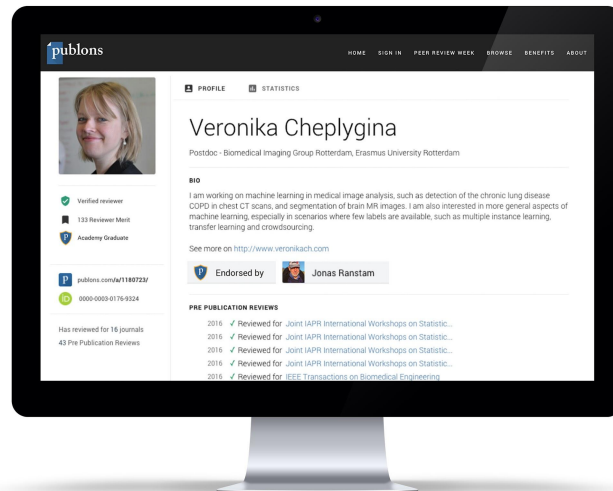 publons
HOME SIGN IN PEER REVIEW WEEK BROWSE BENEFITS ABOUT
PROFILE STATISTICS
Veronika Cheplygina
Postdoc - Biomedical Imaging Group Rotterdam, Erasmus University Rotterdam
BIO
I am working on machine learning in medical image analysis, such as detection of the chronic lung disease
COPD in chest CT scans, and segmentation of brain MR images. I am also interested in more general aspects of
machine learning, especially in scenarios where few labels are available, such as multiple instance learning,
transfer learning and crowdsourcing.
See more on http://www.veronikach.com
P Endorsed by Jonas Ranstam
PRE PUBLICATION REVIEWS
2016 ✓ Reviewed for Joint IAPR International Workshops on Statistic...
2016 ✓ Reviewed for Joint IAPR International Workshops on Statistic...
2016 ✓ Reviewed for Joint IAPR International Workshops on Statistic...
2016 ✓ Reviewed for Joint IAPR International Workshops on Statistic...
2016 ✓ Reviewed for IEEE Transactions on Biomedical Engineering
Verified reviewer
133 Reviewer Merit
P Academy Graduate
p publons.com/a/1180723/
iD 0000-0003-0176-9324
Has reviewed for 16 journals
43 Pre Publication Reviews